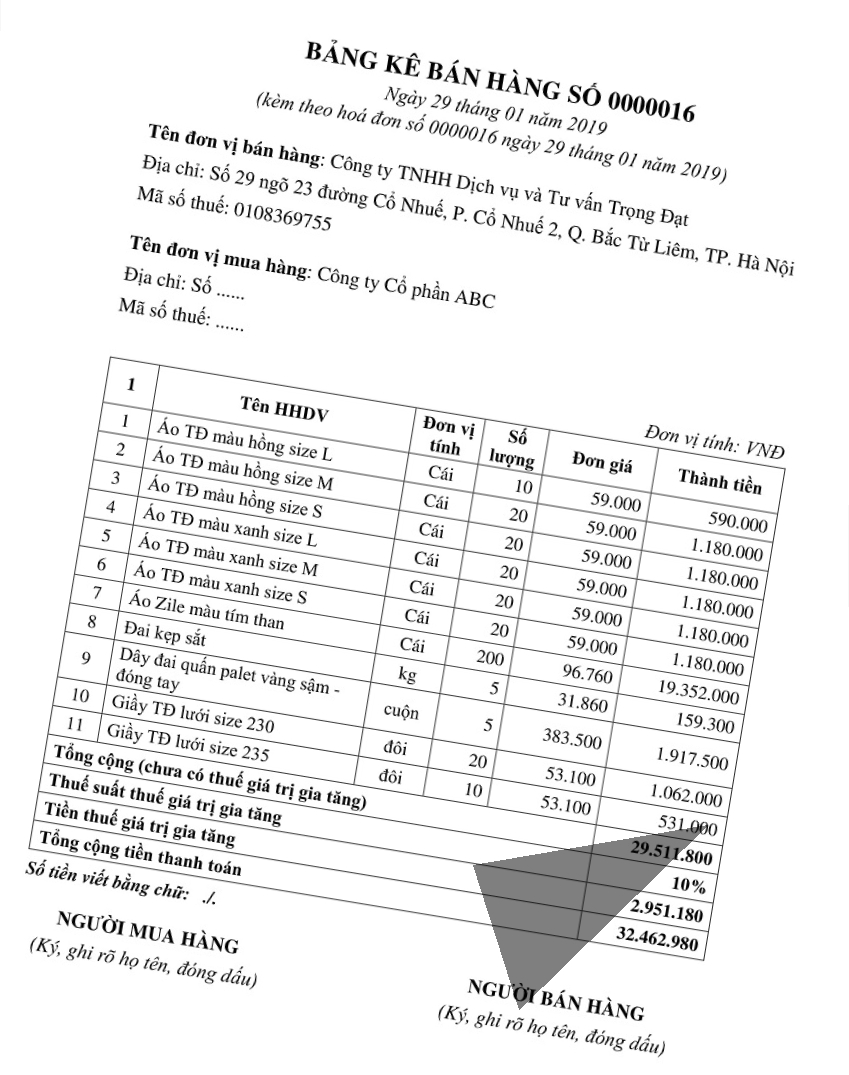 BẢNG KÊ BÁN HÀNG SỐ 0000016
Ngày 29 tháng 01 năm 2019
(kèm theo hoá đơn số 0000016 ngày 29 tháng 01 năm 2019)
Tên đơn vị bán hàng: Công ty TNHH Dịch vụ và Tư vấn Trọng Đạt
Địa chỉ: Số 29 ngõ 23 đường Cổ Nhuế, P. Cổ Nhuế 2, Q. Bắc Từ Liêm, TP. Hà Nội
Mã số thuế: 0108369755
Tên đơn vị mua hàng: Công ty Cổ phần ABC
Địa chỉ: Số ......
Mã số thuế: ......
Đơn vị tính: VNĐ
1 Tên HHDV Đơn vị tính Số lượng Đơn giá Thành tiền
1 Áo TĐ màu hồng size L Cái 10 59.000 590.000
2 Áo TĐ màu hồng size M Cái 20 59.000 1.180.000
3 Áo TĐ màu hồng size S Cái 20 59.000 1.180.000
4 Áo TĐ màu xanh size L Cái 20 59.000 1.180.000
5 Áo TĐ màu xanh size M Cái 20 59.000 1.180.000
6 Áo TĐ màu xanh size S Cái 20 59.000 1.180.000
7 Áo Zile màu tím than Cái 200 96.760 19.352.000
8 Đai kẹp sắt kg 5 31.860 159.300
9 Dây đai quấn palet vàng sậm - đóng tay cuộn 5 383.500 1.917.500
10 Giầy TĐ lưới size 230 đôi 20 53.100 1.062.000
11 Giầy TĐ lưới size 235 đôi 10 53.100 531.000
Tổng cộng (chưa có thuế giá trị gia tăng) 29.511.800
Thuế suất thuế giá trị gia tăng 10%
Tiền thuế giá trị gia tăng 2.951.180
Tổng cộng tiền thanh toán 32.462.980
Số tiền viết bằng chữ: ./.
NGƯỜI MUA HÀNG
(Ký, ghi rõ họ tên, đóng dấu)
NGƯỜI BÁN HÀNG
(Ký, ghi rõ họ tên, đóng dấu)